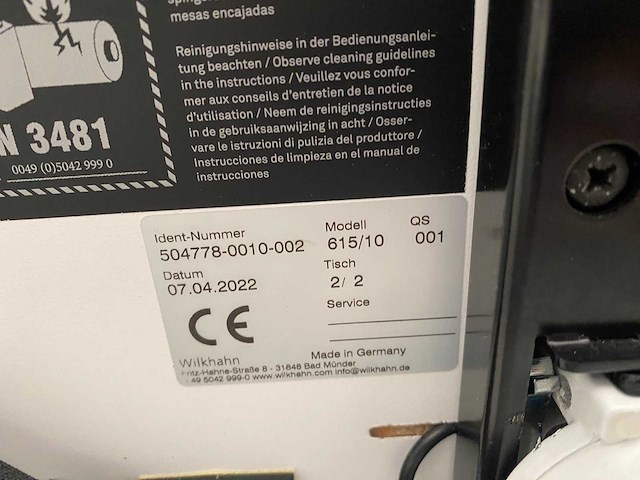 mesas encajadas
Reinigungshinweise in der Bedienungsanlei-
tung beachten / Observe cleaning guidelines
in the instructions / Veuillez vous confor-
mer aux conseils d'entretien de la notice
d'utilisation / Neem de reinigingsinstructies
in de gebruiksaanwijzing in acht / Osser-
vare le istruzioni di pulizia del produttore /
Instrucciones de limpieza en el manual de
instrucciones
N 3481
0049 (0)5042 999 0
Ident-Nummer
504778-0010-002
Modell
615/10
QS
001
Datum
07.04.2022
Tisch
2/ 2
Service
CE
Wilkhahn
Made in Germany
Fritz-Hahne-Straße 8 - 31848 Bad Münder
49 5042 999-0 www.wilkhahn.com info@wilkhahn.de